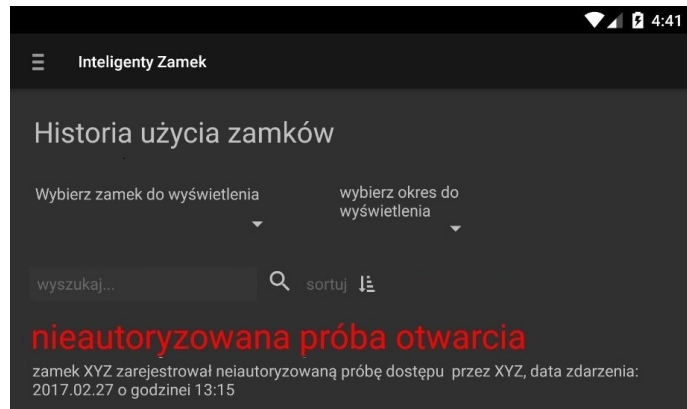 4:41
Inteligenty Zamek
Historia użycia zamków
Wybierz zamek do wyświetlenia
wybierz okres do
wyświetlenia
wyszukaj...
sortuj
nieautoryzowana próba otwarcia
zamek XYZ zarejestrował neiautoryzowaną próbę dostępu przez XYZ, data zdarzenia:
2017.02.27 o godzinei 13:15